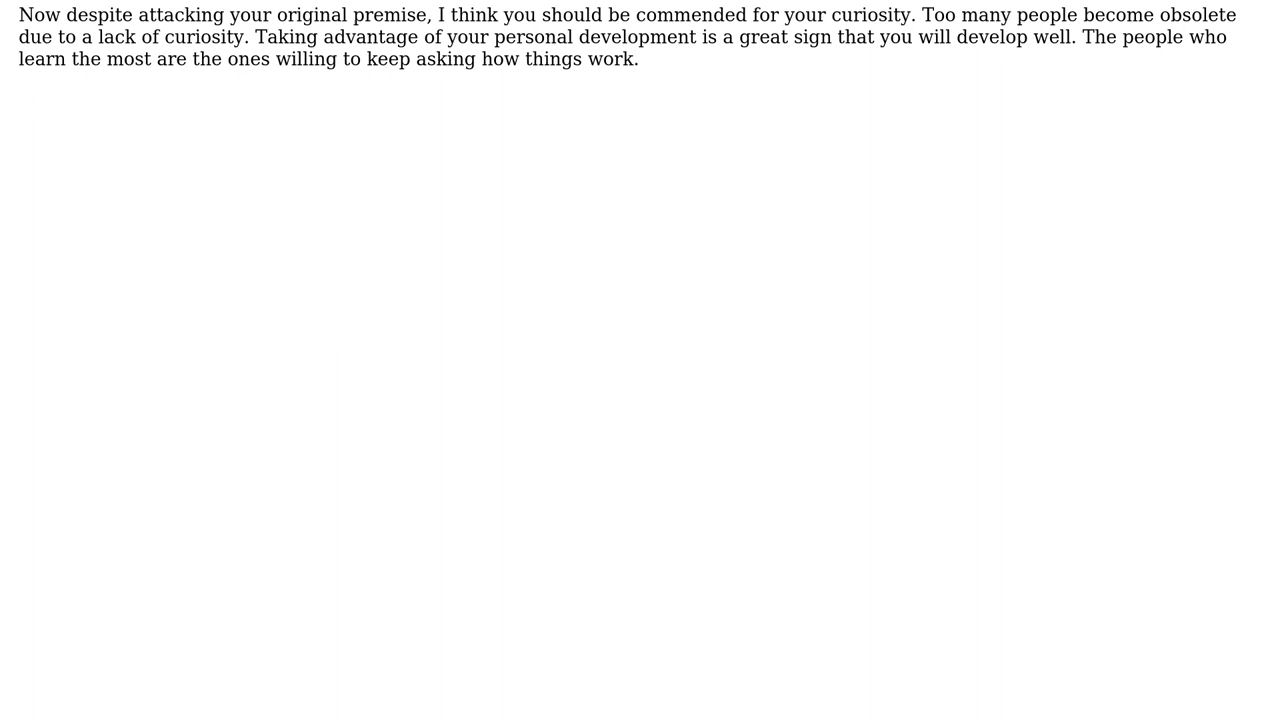 Now despite attacking your original premise, I think you should be commended for your curiosity. Too many people become obsolete
due to a lack of curiosity. Taking advantage of your personal development is a great sign that you will develop well. The people who
learn the most are the ones willing to keep asking how things work.